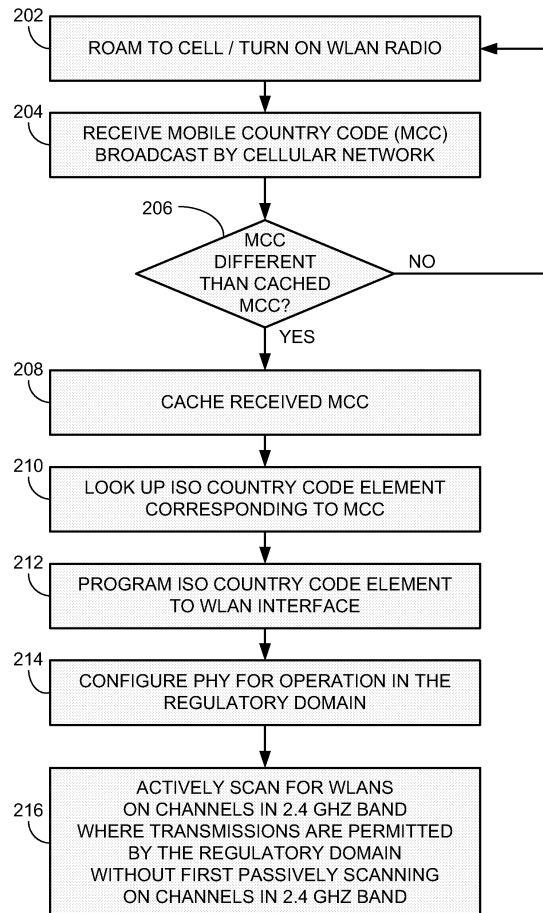 202
ROAM TO CELL / TURN ON WLAN RADIO
204
RECEIVE MOBILE COUNTRY CODE (MCC)
BROADCAST BY CELLULAR NETWORK
206
MCC
DIFFERENT
THAN CACHED
MCC?
NO
YES
208
CACHE RECEIVED MCC
210
LOOK UP ISO COUNTRY CODE ELEMENT
CORRESPONDING TO MCC
212
PROGRAM ISO COUNTRY CODE ELEMENT
TO WLAN INTERFACE
214
CONFIGURE PHY FOR OPERATION IN THE
REGULATORY DOMAIN
216
ACTIVELY SCAN FOR WLANS
ON CHANNELS IN 2.4 GHZ BAND
WHERE TRANSMISSIONS ARE PERMITTED
BY THE REGULATORY DOMAIN
WITHOUT FIRST PASSIVELY SCANNING
ON CHANNELS IN 2.4 GHZ BAND